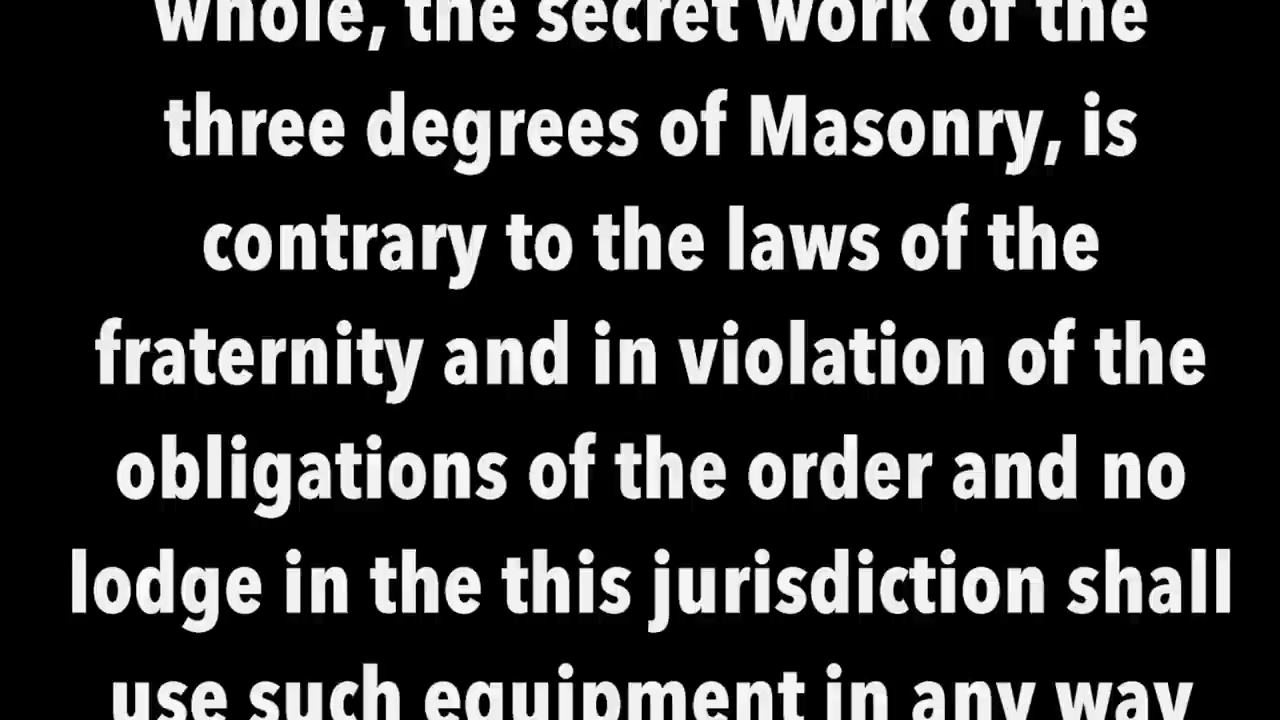 whole, the secret work of the
three degrees of Masonry, is
contrary to the laws of the
fraternity and in violation of the
obligations of the order and no
lodge in the this jurisdiction shall
use such equipment in any way